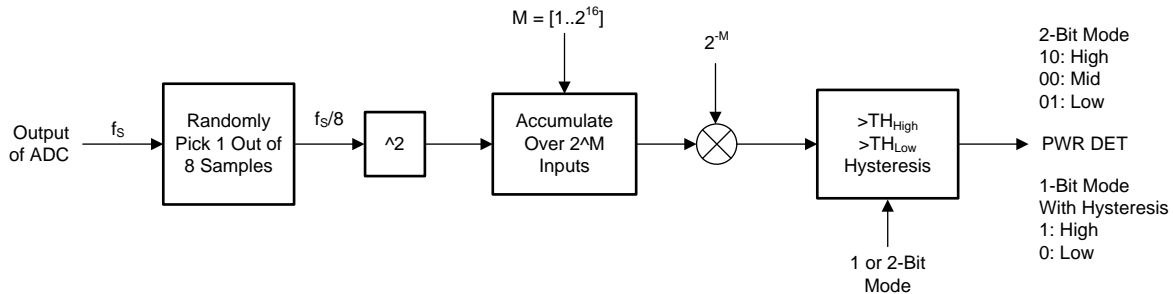 M = [1..2^16]
2^-M
2-Bit Mode
10: High
00: Mid
01: Low
Output
of ADC
fS
Randomly
Pick 1 Out of
8 Samples
fS/8
^2
Accumulate
Over 2^M
Inputs
>THHigh
>THLow
Hysteresis
PWR DET
1-Bit Mode
With Hysteresis
1: High
0: Low
1 or 2-Bit
Mode